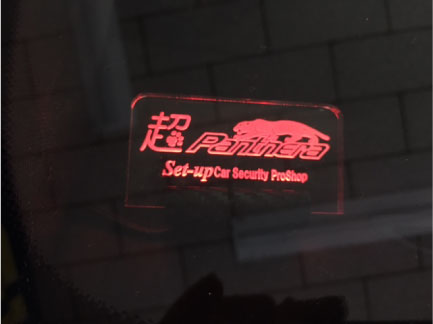 超 Panthera
Set-up Car Security ProShop